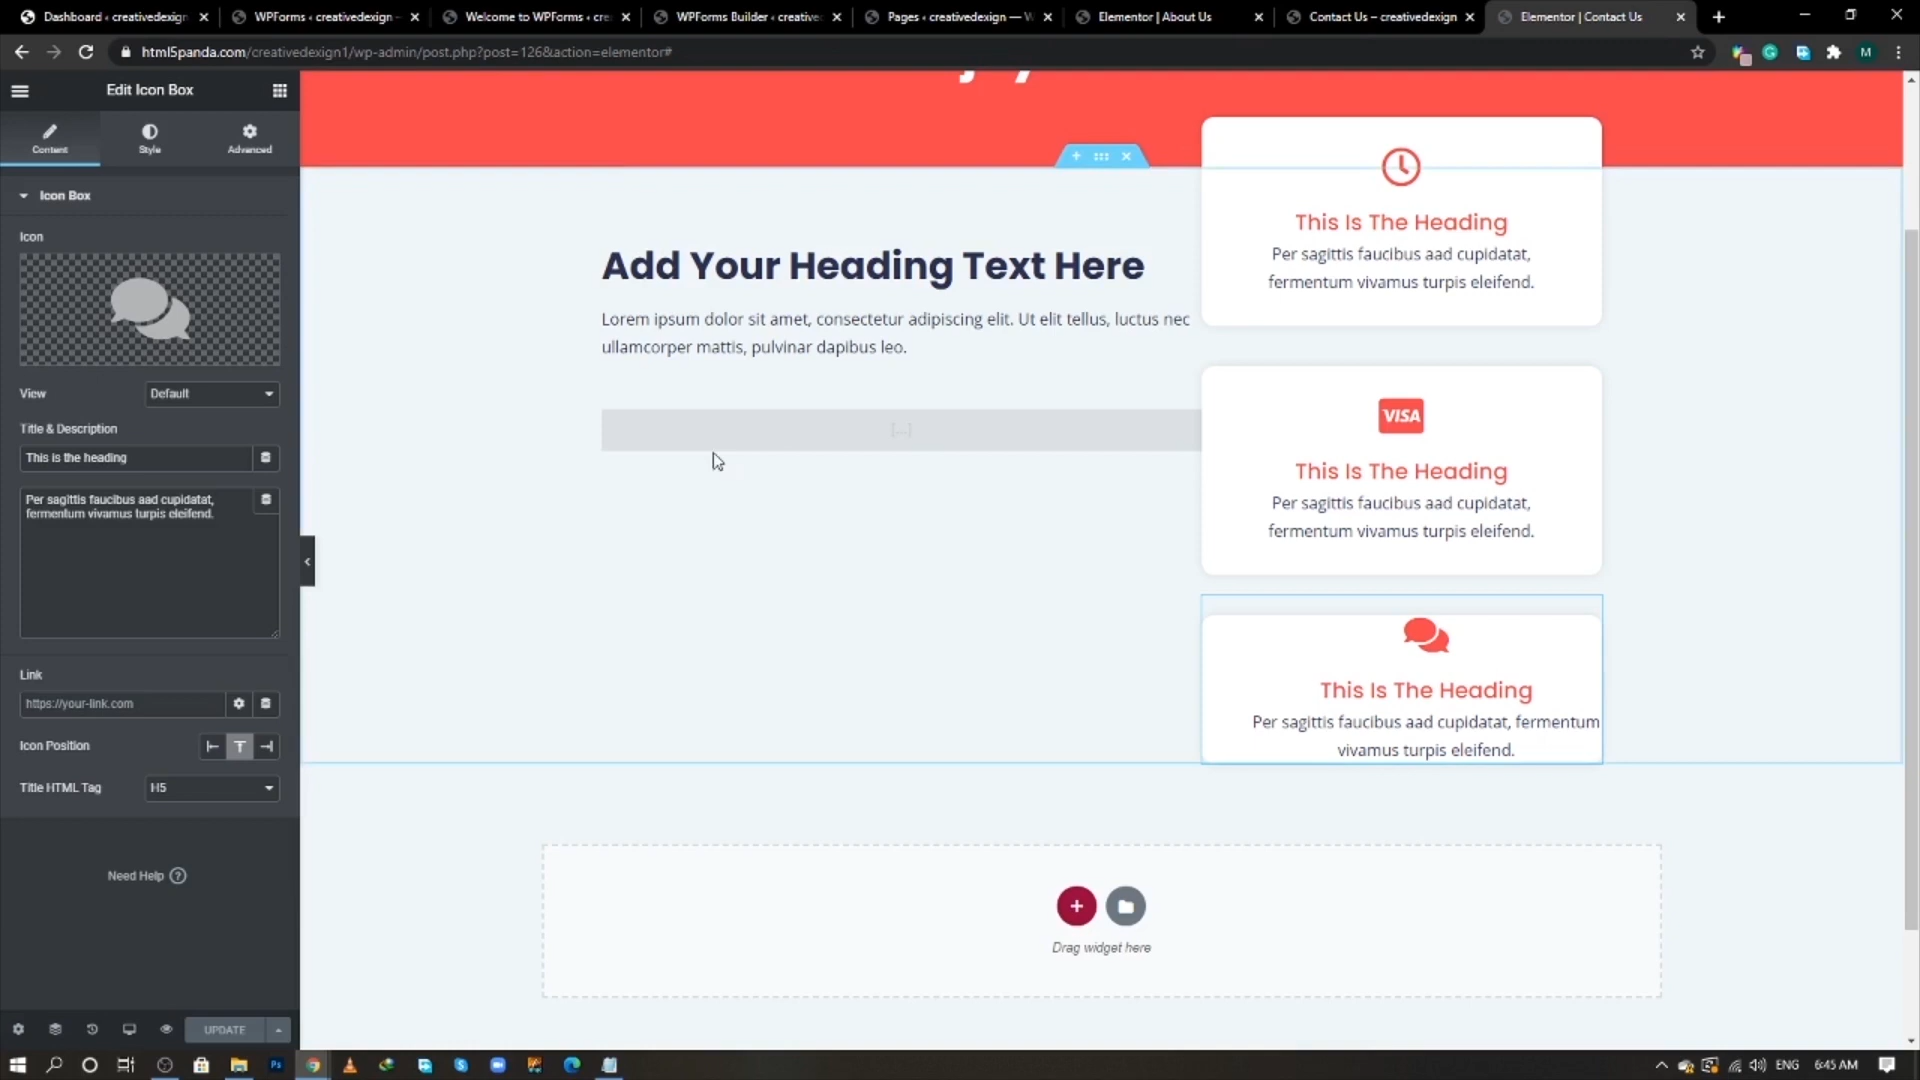 Dashboard ‹ creativedexign
WPForms ‹ creativedexign –
Welcome to WPForms ‹ cre
WPForms Builder ‹ creative
Pages ‹ creativedexign — W
Elementor | About Us
Contact Us – creativedexign
Elementor | Contact Us
html5panda.com/creativedexign1/wp-admin/post.php?post=126&action=elementor#
M
Edit Icon Box
Content
Style
Advanced
Icon Box
Icon
View
Default
Title & Description
This is the heading
Per sagittis faucibus aad cupidatat,
fermentum vivamus turpis eleifend.
Link
https://your-link.com
Icon Position
Title HTML Tag
H5
Need Help
UPDATE
Add Your Heading Text Here
Lorem ipsum dolor sit amet, consectetur adipiscing elit. Ut elit tellus, luctus nec
ullamcorper mattis, pulvinar dapibus leo.
[...]
This Is The Heading
Per sagittis faucibus aad cupidatat,
fermentum vivamus turpis eleifend.
VISA
This Is The Heading
Per sagittis faucibus aad cupidatat,
fermentum vivamus turpis eleifend.
This Is The Heading
Per sagittis faucibus aad cupidatat, fermentum
vivamus turpis eleifend.
Drag widget here
Ps
ENG
6:45 AM